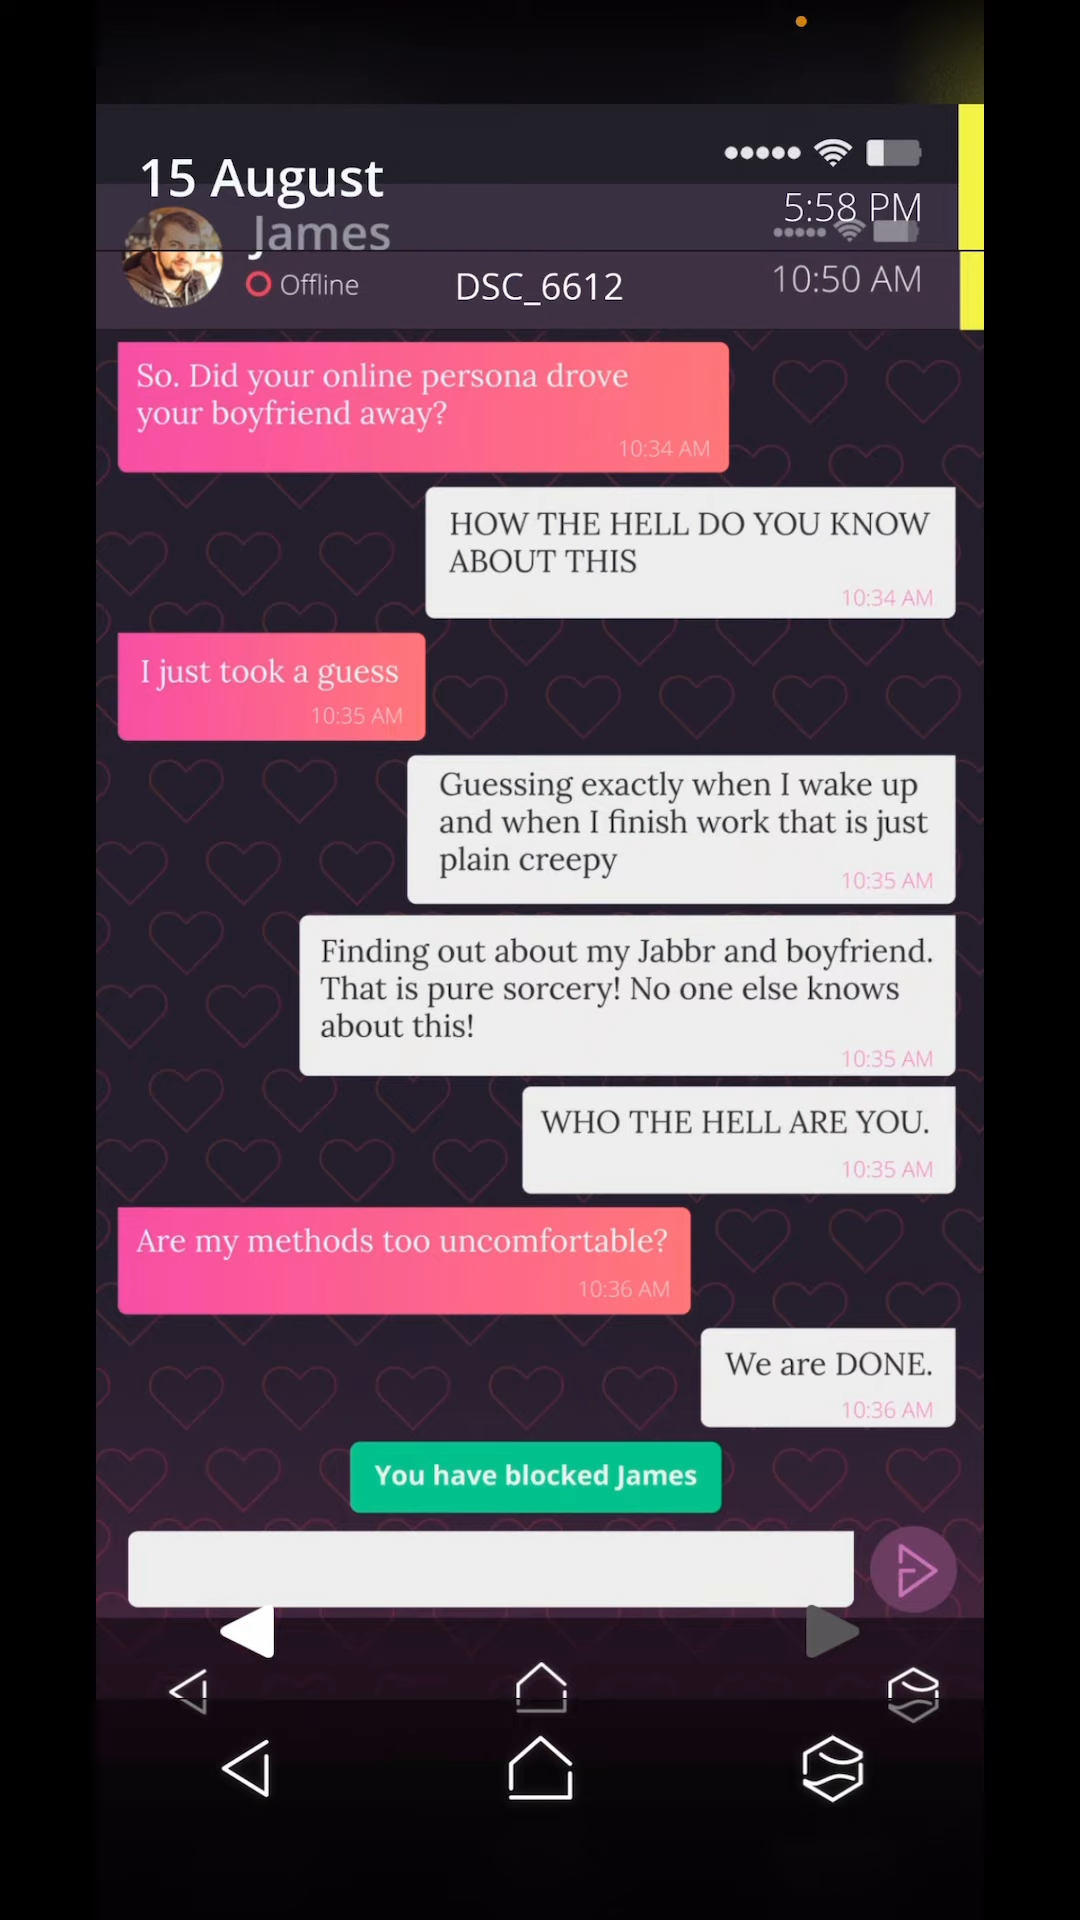 15 August
5:58 PM
James
Offline
DSC_6612
10:50 AM
So. Did your online persona drove
your boyfriend away?
10:34 AM
HOW THE HELL DO YOU KNOW
ABOUT THIS
10:34 AM
I just took a guess
10:35 AM
Guessing exactly when I wake up
and when I finish work that is just
plain creepy
10:35 AM
Finding out about my Jabbr and boyfriend.
That is pure sorcery! No one else knows
about this!
10:35 AM
WHO THE HELL ARE YOU.
10:35 AM
Are my methods too uncomfortable?
10:36 AM
We are DONE.
10:36 AM
You have blocked James